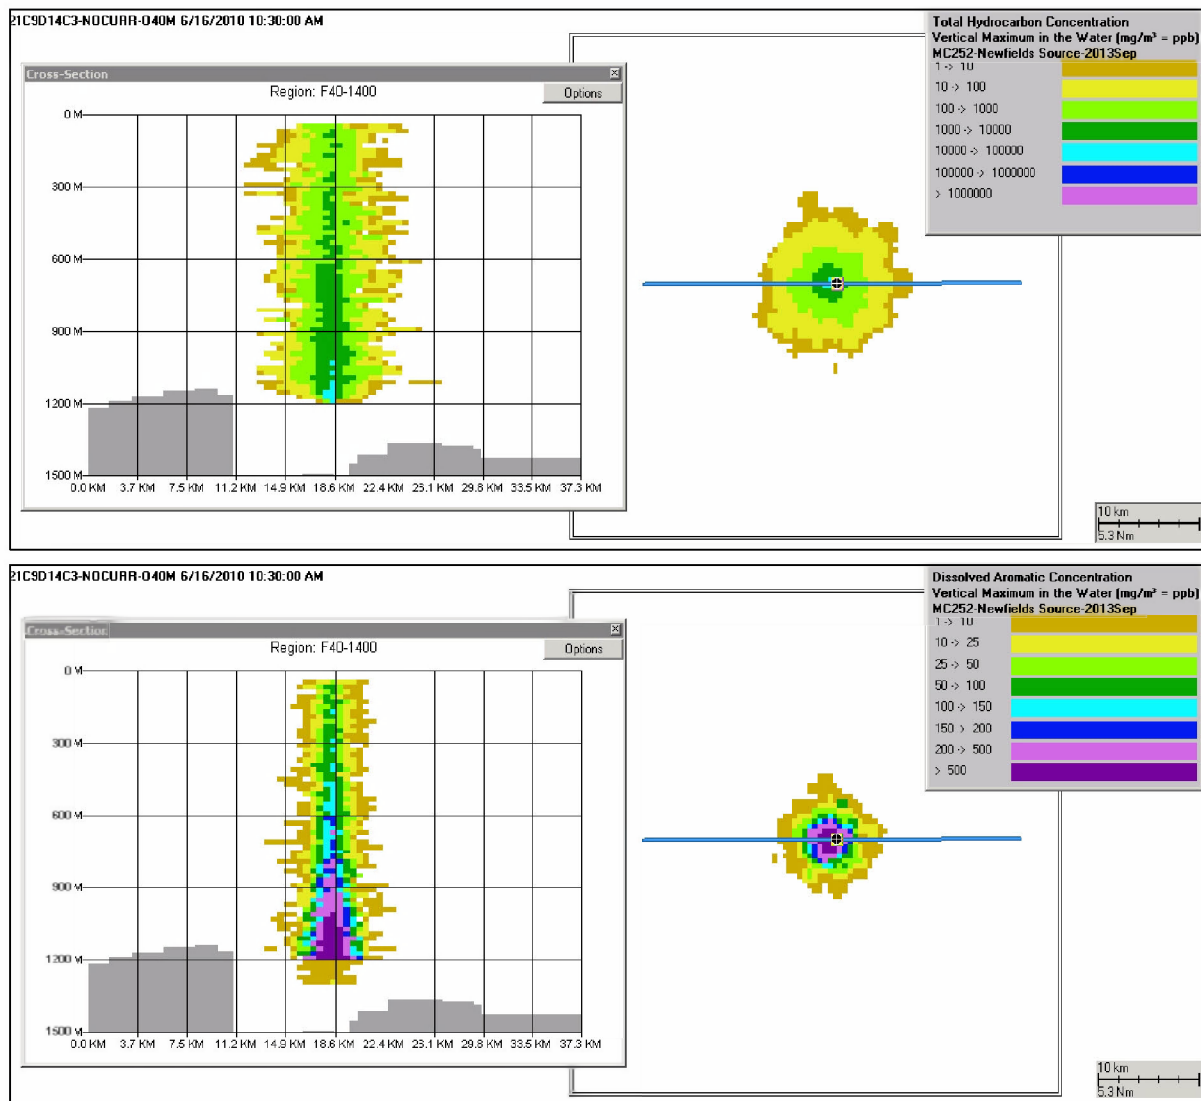 21C9D14C3-NOCURR-O40M 6/16/2010 10:30:00 AM
Cross-Section
Region: F40-1400
Options
0 M
300 M
600 M
900 M
1200 M
1500 M
0.0 KM 3.7 KM 7.5 KM 11.2 KM 14.9 KM 18.6 KM 22.4 KM 26.1 KM 29.8 KM 33.5 KM 37.3 KM
Total Hydrocarbon Concentration
Vertical Maximum in the Water (mg/m³ = ppb)
MC252-Newfields Source-2013Sep
1 -> 10
10 -> 100
100 -> 1000
1000 -> 10000
10000 -> 100000
100000 -> 1000000
> 1000000
10 km
5.3 Nm
21C9D14C3-NOCURR-O40M 6/16/2010 10:30:00 AM
Cross-Section
Region: F40-1400
Options
0 M
300 M
600 M
900 M
1200 M
1500 M
0.0 KM 3.7 KM 7.5 KM 11.2 KM 14.9 KM 18.6 KM 22.4 KM 26.1 KM 29.8 KM 33.5 KM 37.3 KM
Dissolved Aromatic Concentration
Vertical Maximum in the Water (mg/m³ = ppb)
MC252-Newfields Source-2013Sep
1 -> 10
10 -> 25
25 -> 50
50 -> 100
100 -> 150
150 -> 200
200 -> 500
> 500
10 km
5.3 Nm